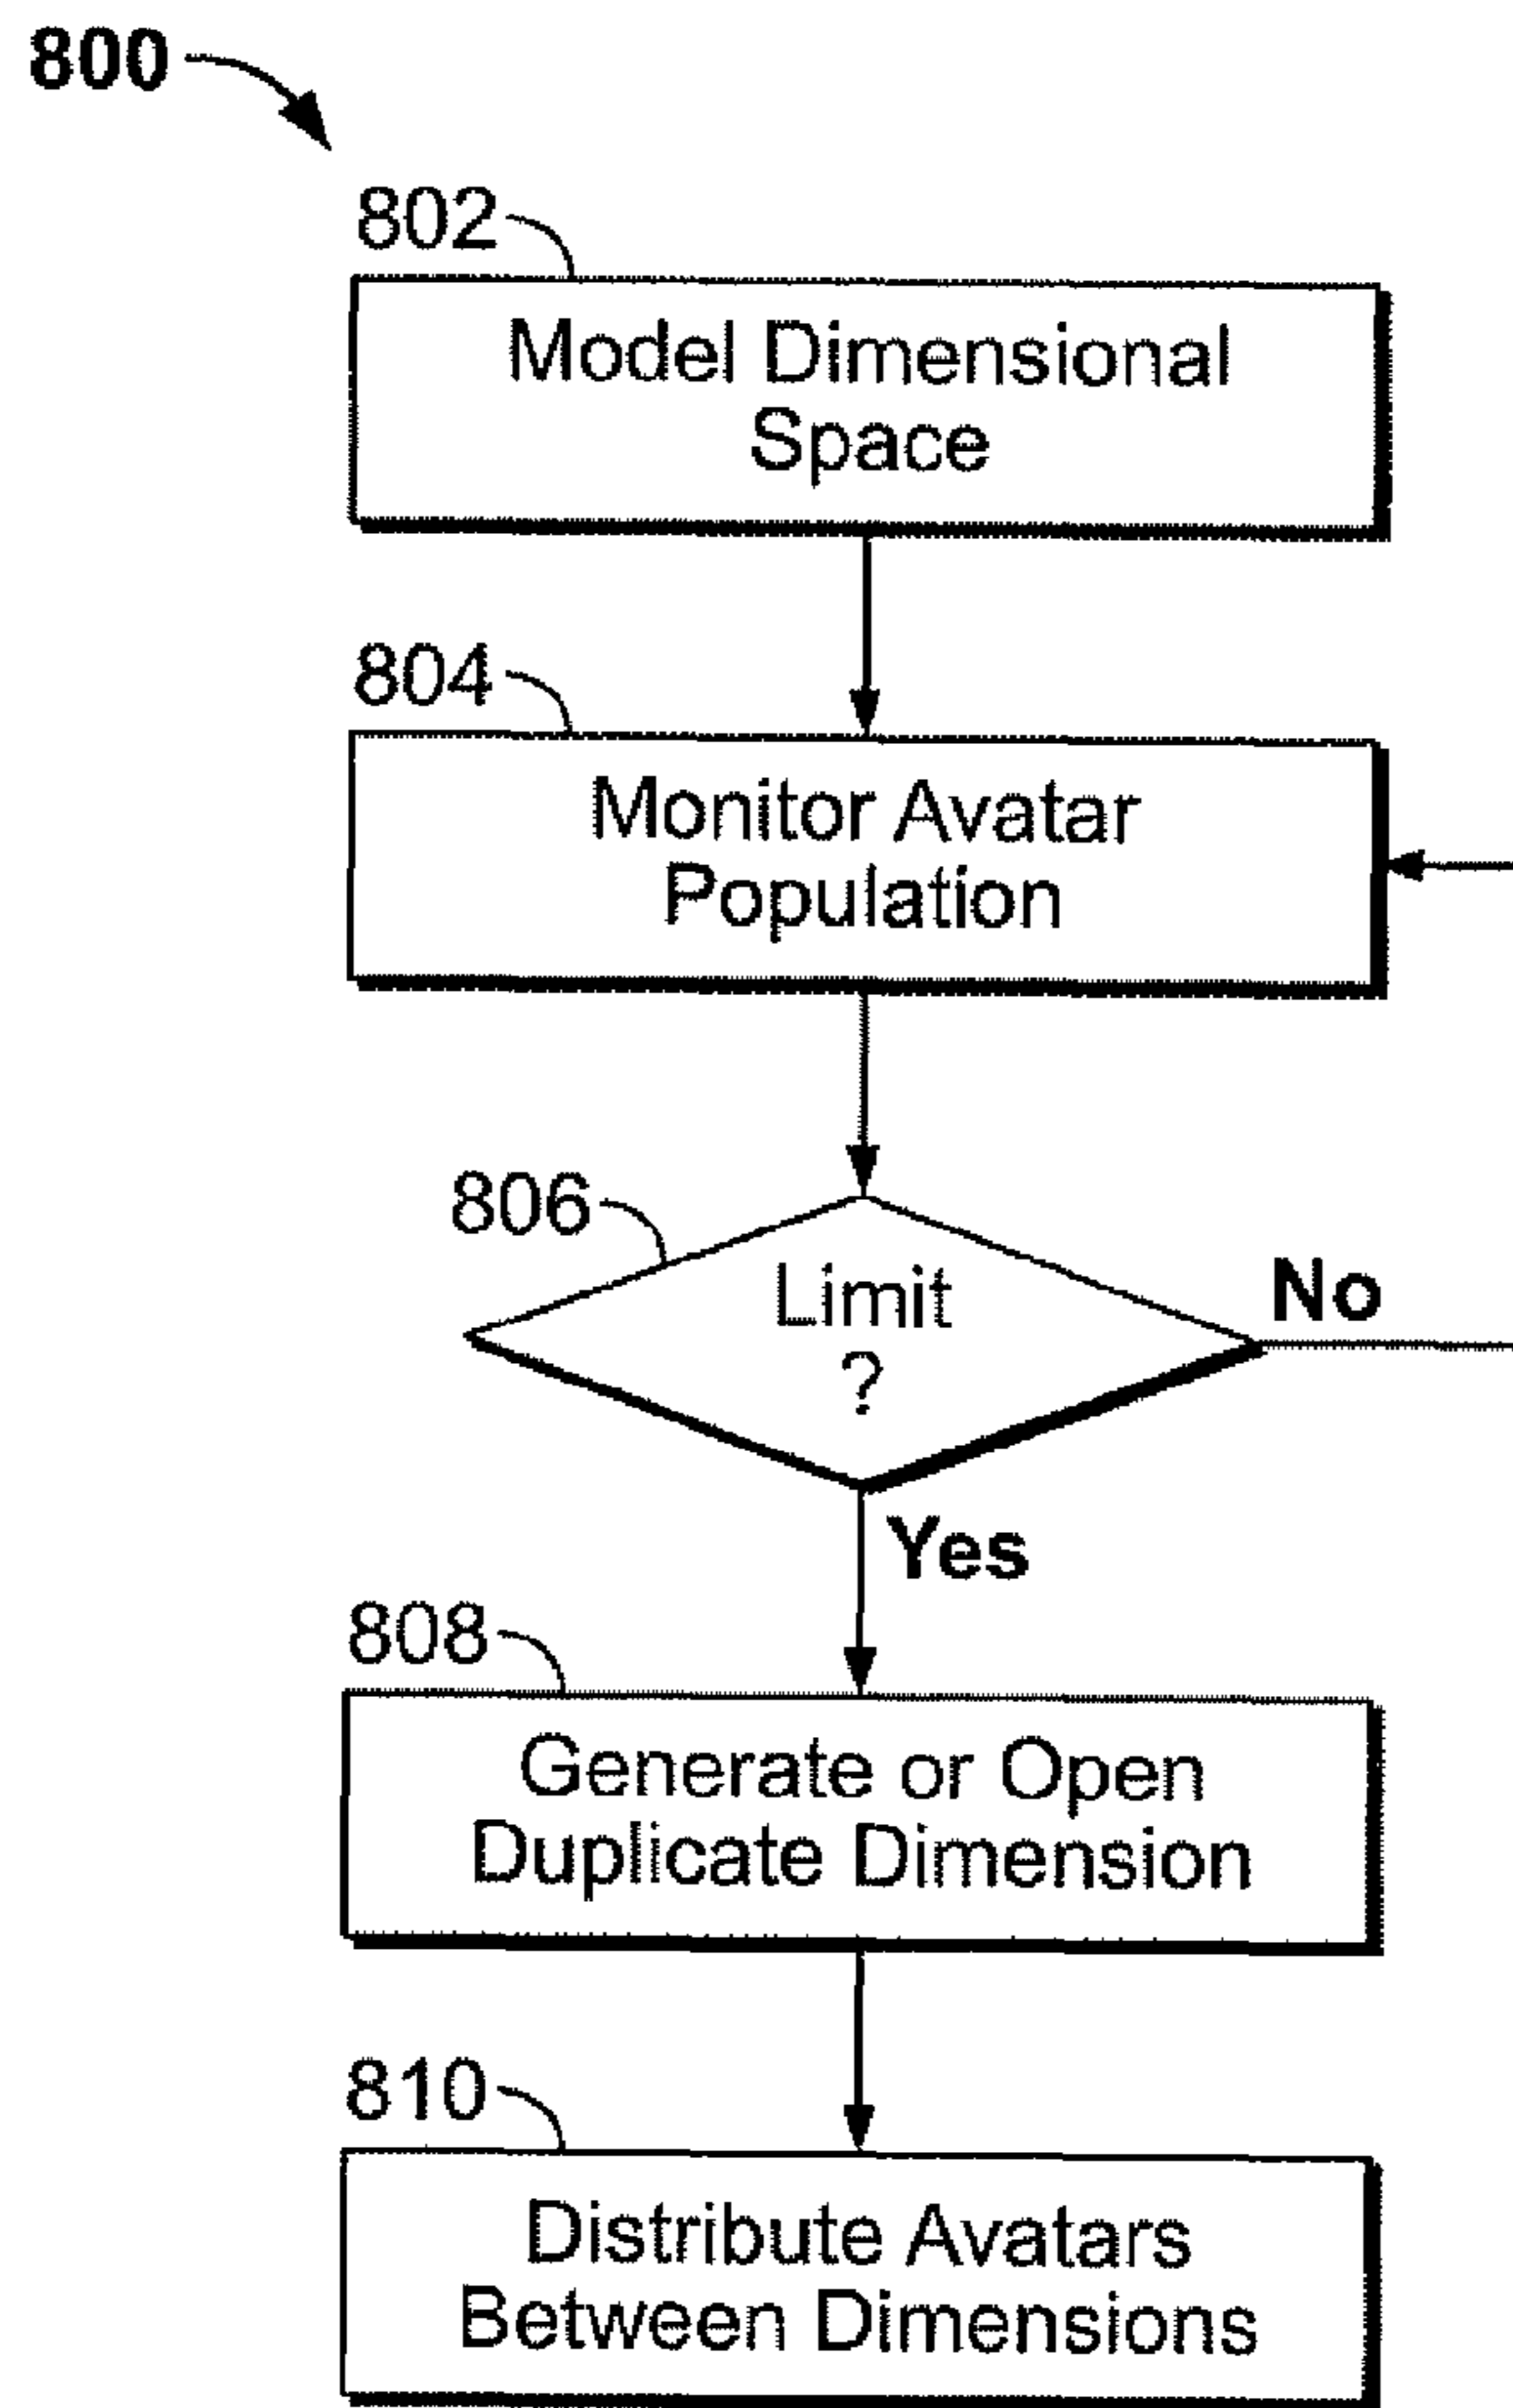 800
802
Model Dimensional
Space
804
Monitor Avatar
Population
806
Limit
?
No
Yes
808
Generate or Open
Duplicate Dimension
810
Distribute Avatars
Between Dimensions